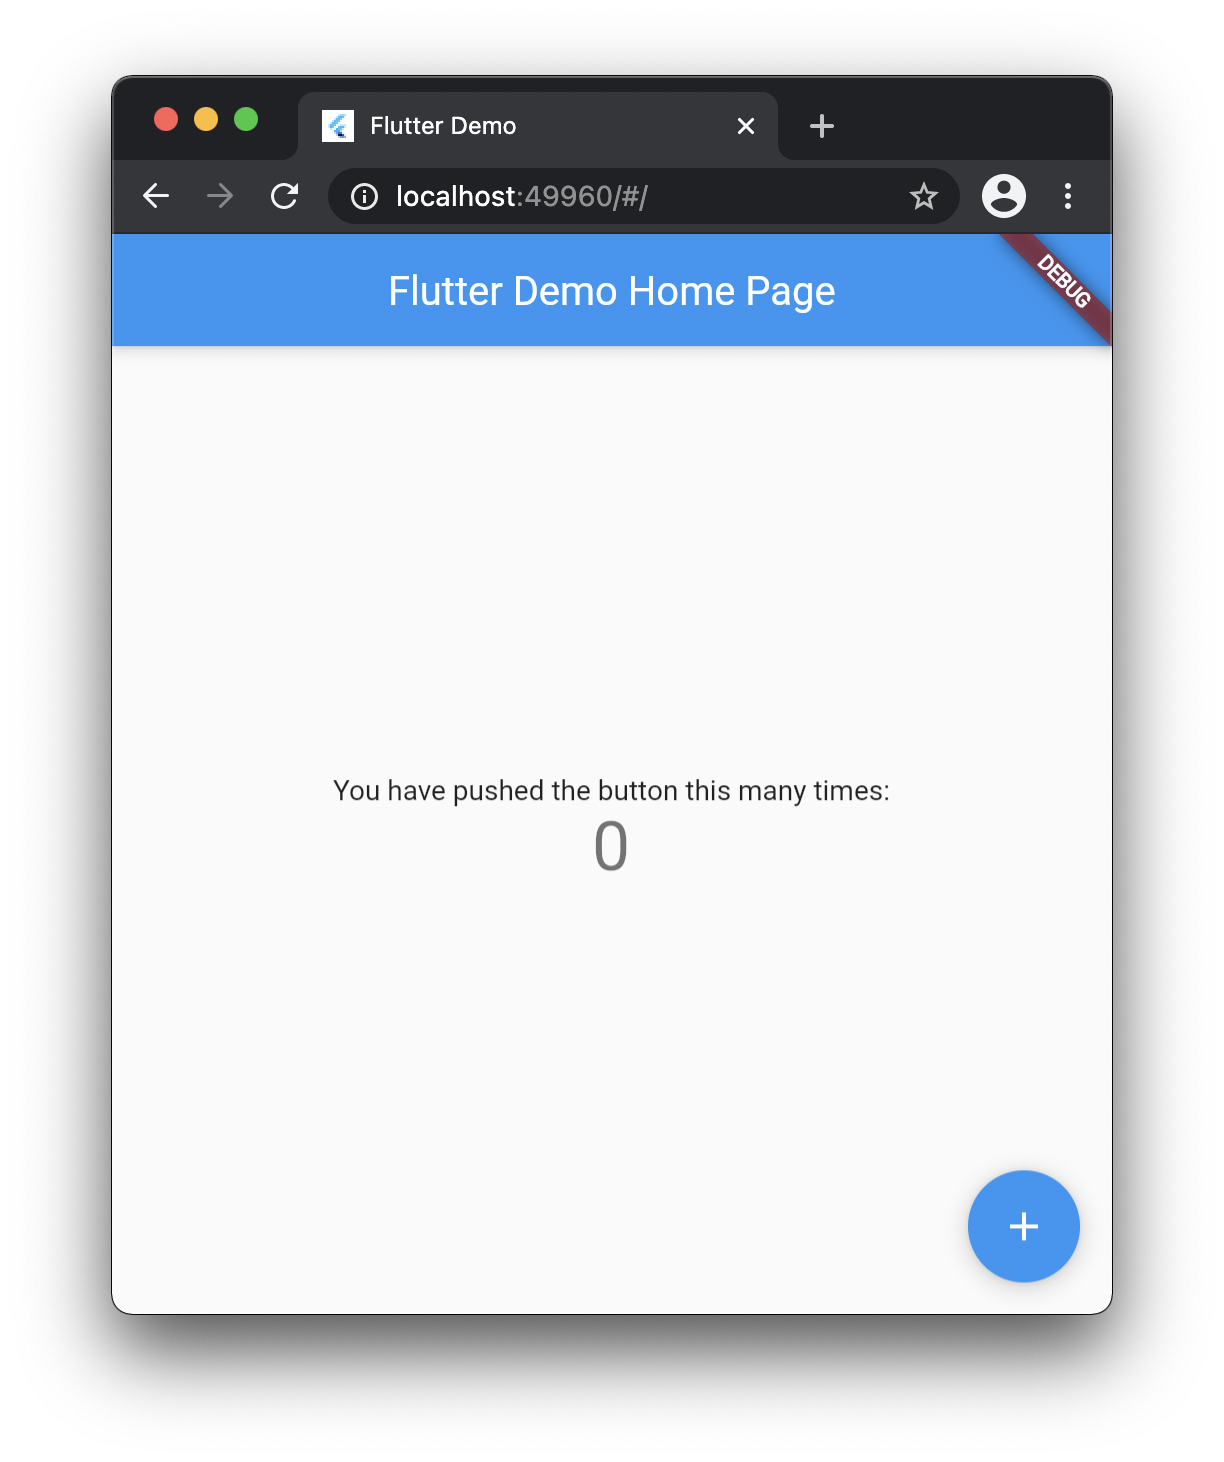 Flutter Demo
localhost:49960/#/
Flutter Demo Home Page
DEBUG
You have pushed the button this many times:
0